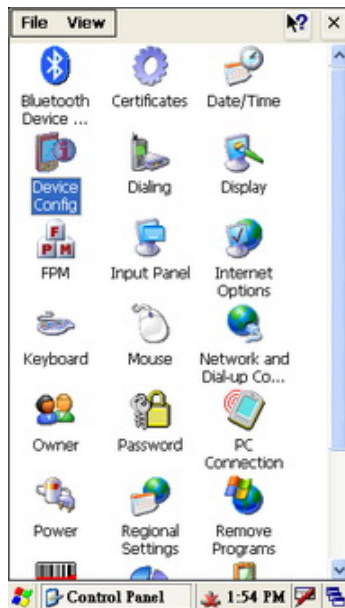 File View
Bluetooth Device ...
Certificates
Date/Time
Device Config
Dialing
Display
F
P M
FPM
Input Panel
Internet Options
Keyboard
Mouse
Network and Dial-up Co...
Owner
Password
PC Connection
Power
Regional Settings
Remove Programs
Control Panel
1:54 PM